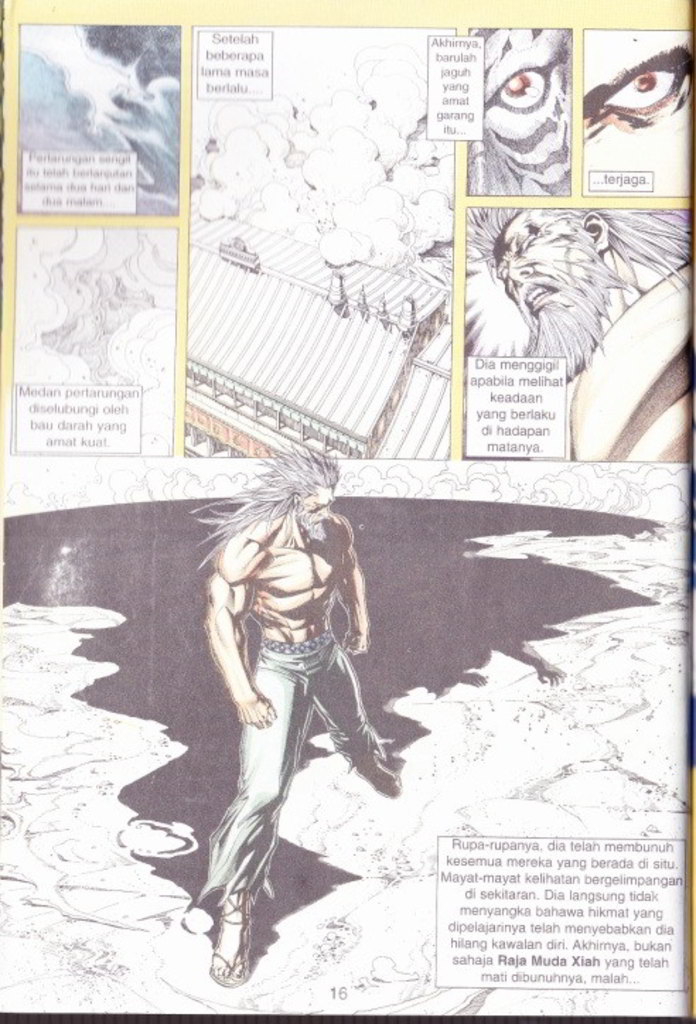 Pertarungan sengit
itu telah berlanjutan
selama dua hari dan
dua malam....
Medan pertarungan
diselubungi oleh
bau darah yang
amat kuat.
Setelah
beberapa
lama masa
berlalu....
Akhirnya,
barulah
jaguh
yang
amat
garang
itu...
...terjaga.
Dia menggigil
apabila melihat
keadaan
yang berlaku
di hadapan
matanya.
Rupa-rupanya, dia telah membunuh
kesemua mereka yang berada di situ.
Mayat-mayat kelihatan bergelimpangan
di sekitaran. Dia langsung tidak
menyangka bahawa hikmat yang
dipelajarinya telah menyebabkan dia
hilang kawalan diri. Akhirnya, bukan
sahaja Raja Muda Xiah yang telah
mati dibunuhnya, malah...
16